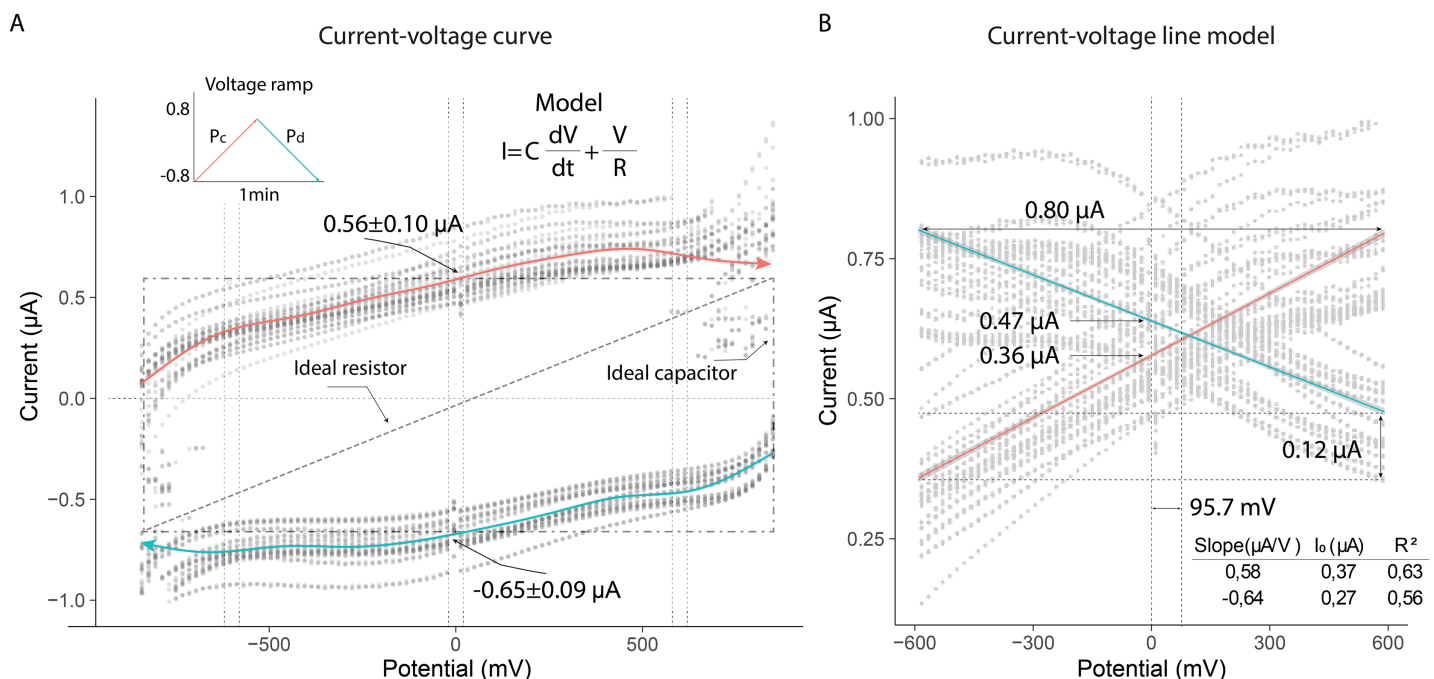 A
Current-voltage curve
Voltage ramp
0.8
Pc
Pd
-0.8
1min
Model
I=C dV/dt + V/R
0.56±0.10 µA
Ideal resistor
Ideal capacitor
-0.65±0.09 µA
Current (µA)
1.0
0.5
0.0
−0.5
−1.0
−500
0
500
Potential (mV)
B
Current-voltage line model
0.80 µA
0.47 µA
0.36 µA
0.12 µA
95.7 mV
Slope(µA/V ) I₀ (µA) R²
0,58 0,37 0,63
-0,64 0,27 0,56
Current (µA)
1.00
0.75
0.50
0.25
−600
−300
0
300
600
Potential (mV)